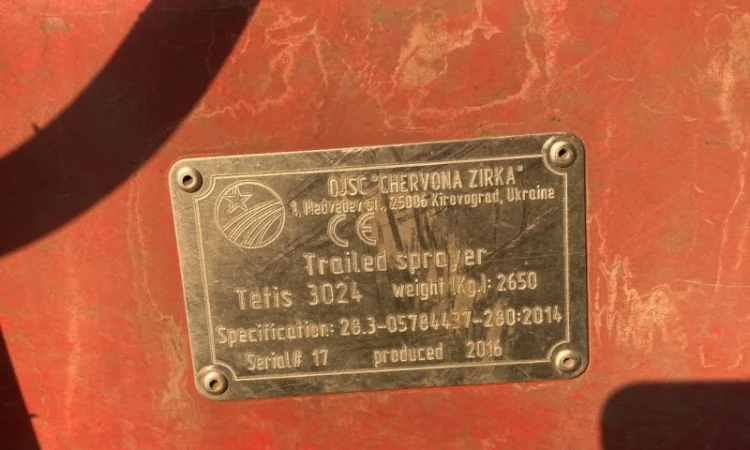 OJSC "CHERVONA ZIRKA"
1, Medvedev St., 25006 Kirovograd, Ukraine
CE
Trailed sprayer
Tetis 3024 weight (Kg.): 2650
Specification: 28.3-05784437-280:2014
Serial# 17 produced 2016